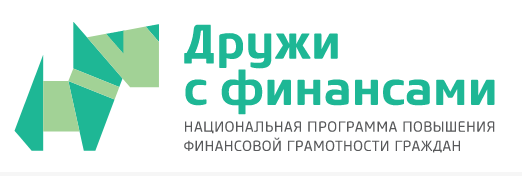 Дружи
с финансами
НАЦИОНАЛЬНАЯ ПРОГРАММА ПОВЫШЕНИЯ
ФИНАНСОВОЙ ГРАМОТНОСТИ ГРАЖДАН